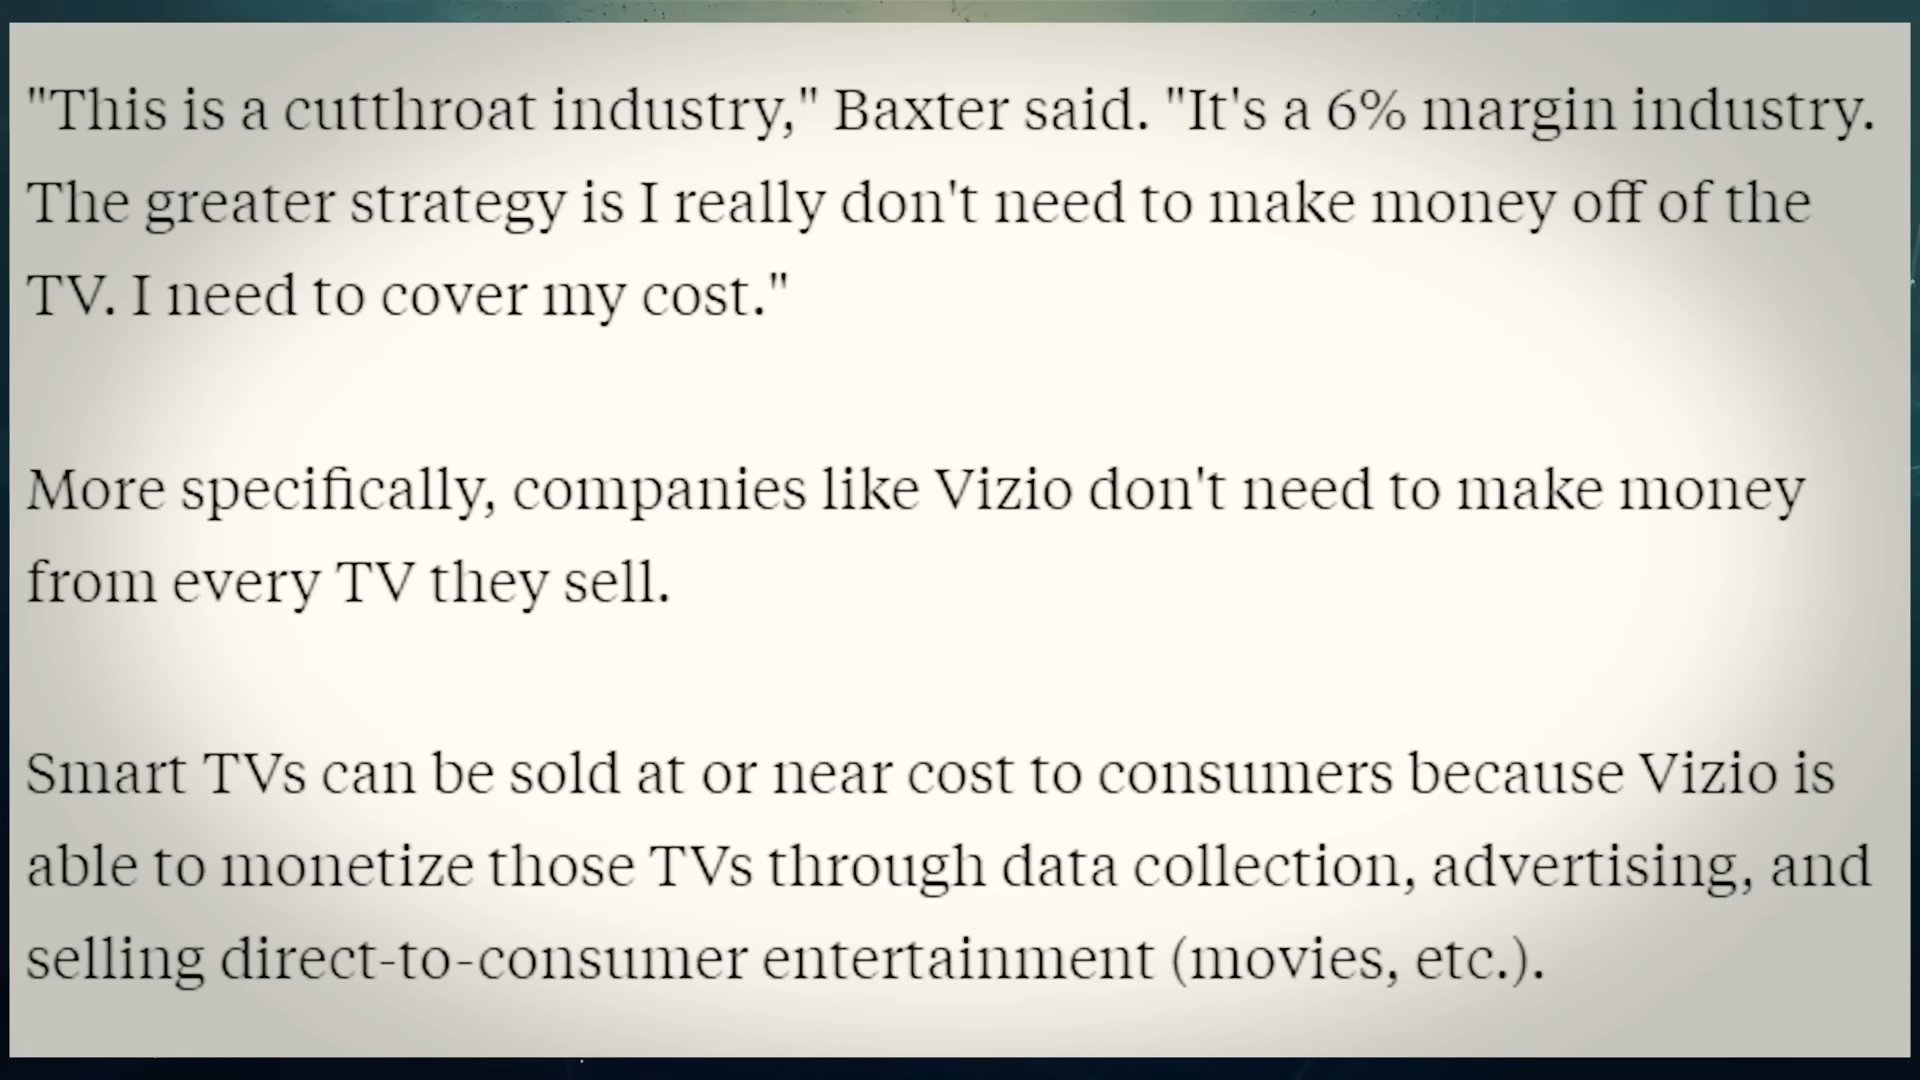 "This is a cutthroat industry," Baxter said. "It's a 6% margin industry.
The greater strategy is I really don't need to make money off of the
TV. I need to cover my cost."
More specifically, companies like Vizio don't need to make money
from every TV they sell.
Smart TVs can be sold at or near cost to consumers because Vizio is
able to monetize those TVs through data collection, advertising, and
selling direct-to-consumer entertainment (movies, etc.).